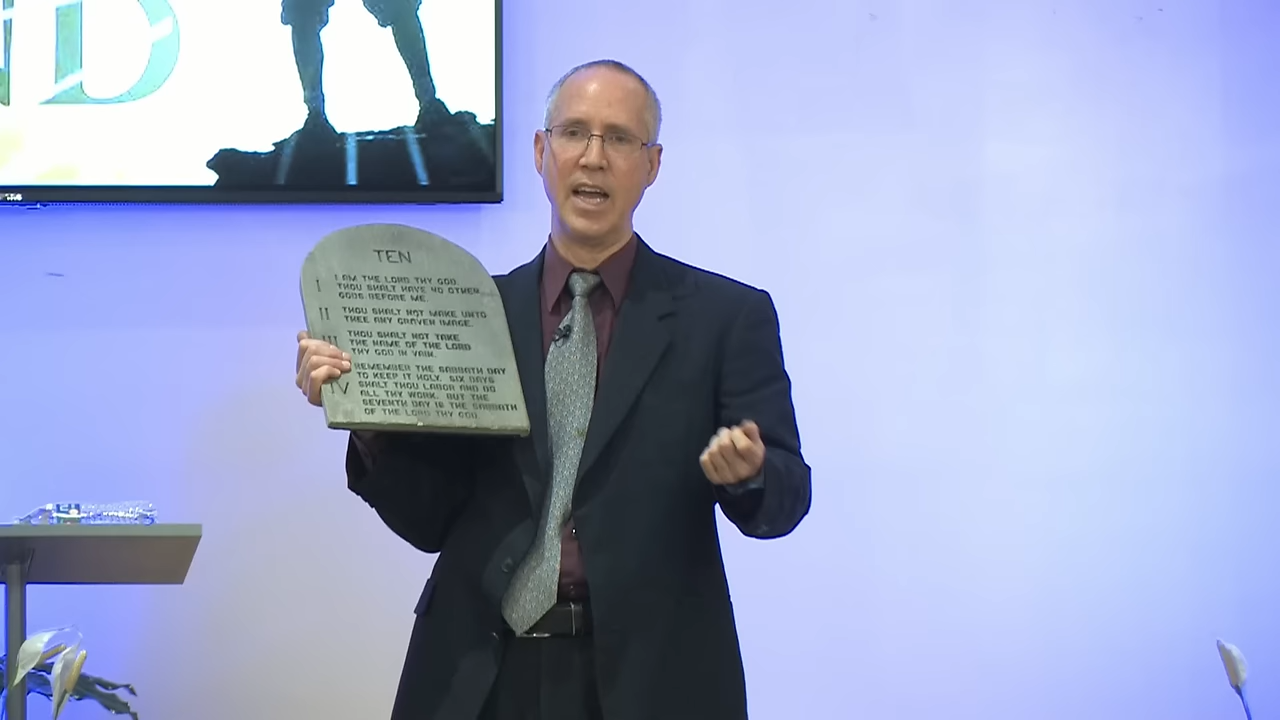 ND
TEN
I I AM THE LORD THY GOD.
THOU SHALT HAVE NO OTHER
GODS BEFORE ME.
II THOU SHALT NOT MAKE UNTO
THEE ANY GRAVEN IMAGE.
III THOU SHALT NOT TAKE
THE NAME OF THE LORD
THY GOD IN VAIN.
IV REMEMBER THE SABBATH DAY
TO KEEP IT HOLY. SIX DAYS
SHALT THOU LABOR AND DO
ALL THY WORK. BUT THE
SEVENTH DAY IS THE SABBATH
OF THE LORD THY GOD.